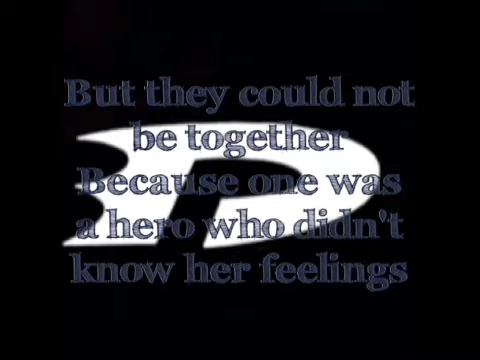 But they could not
be together
Because one was
a hero who didn't
know her feelings